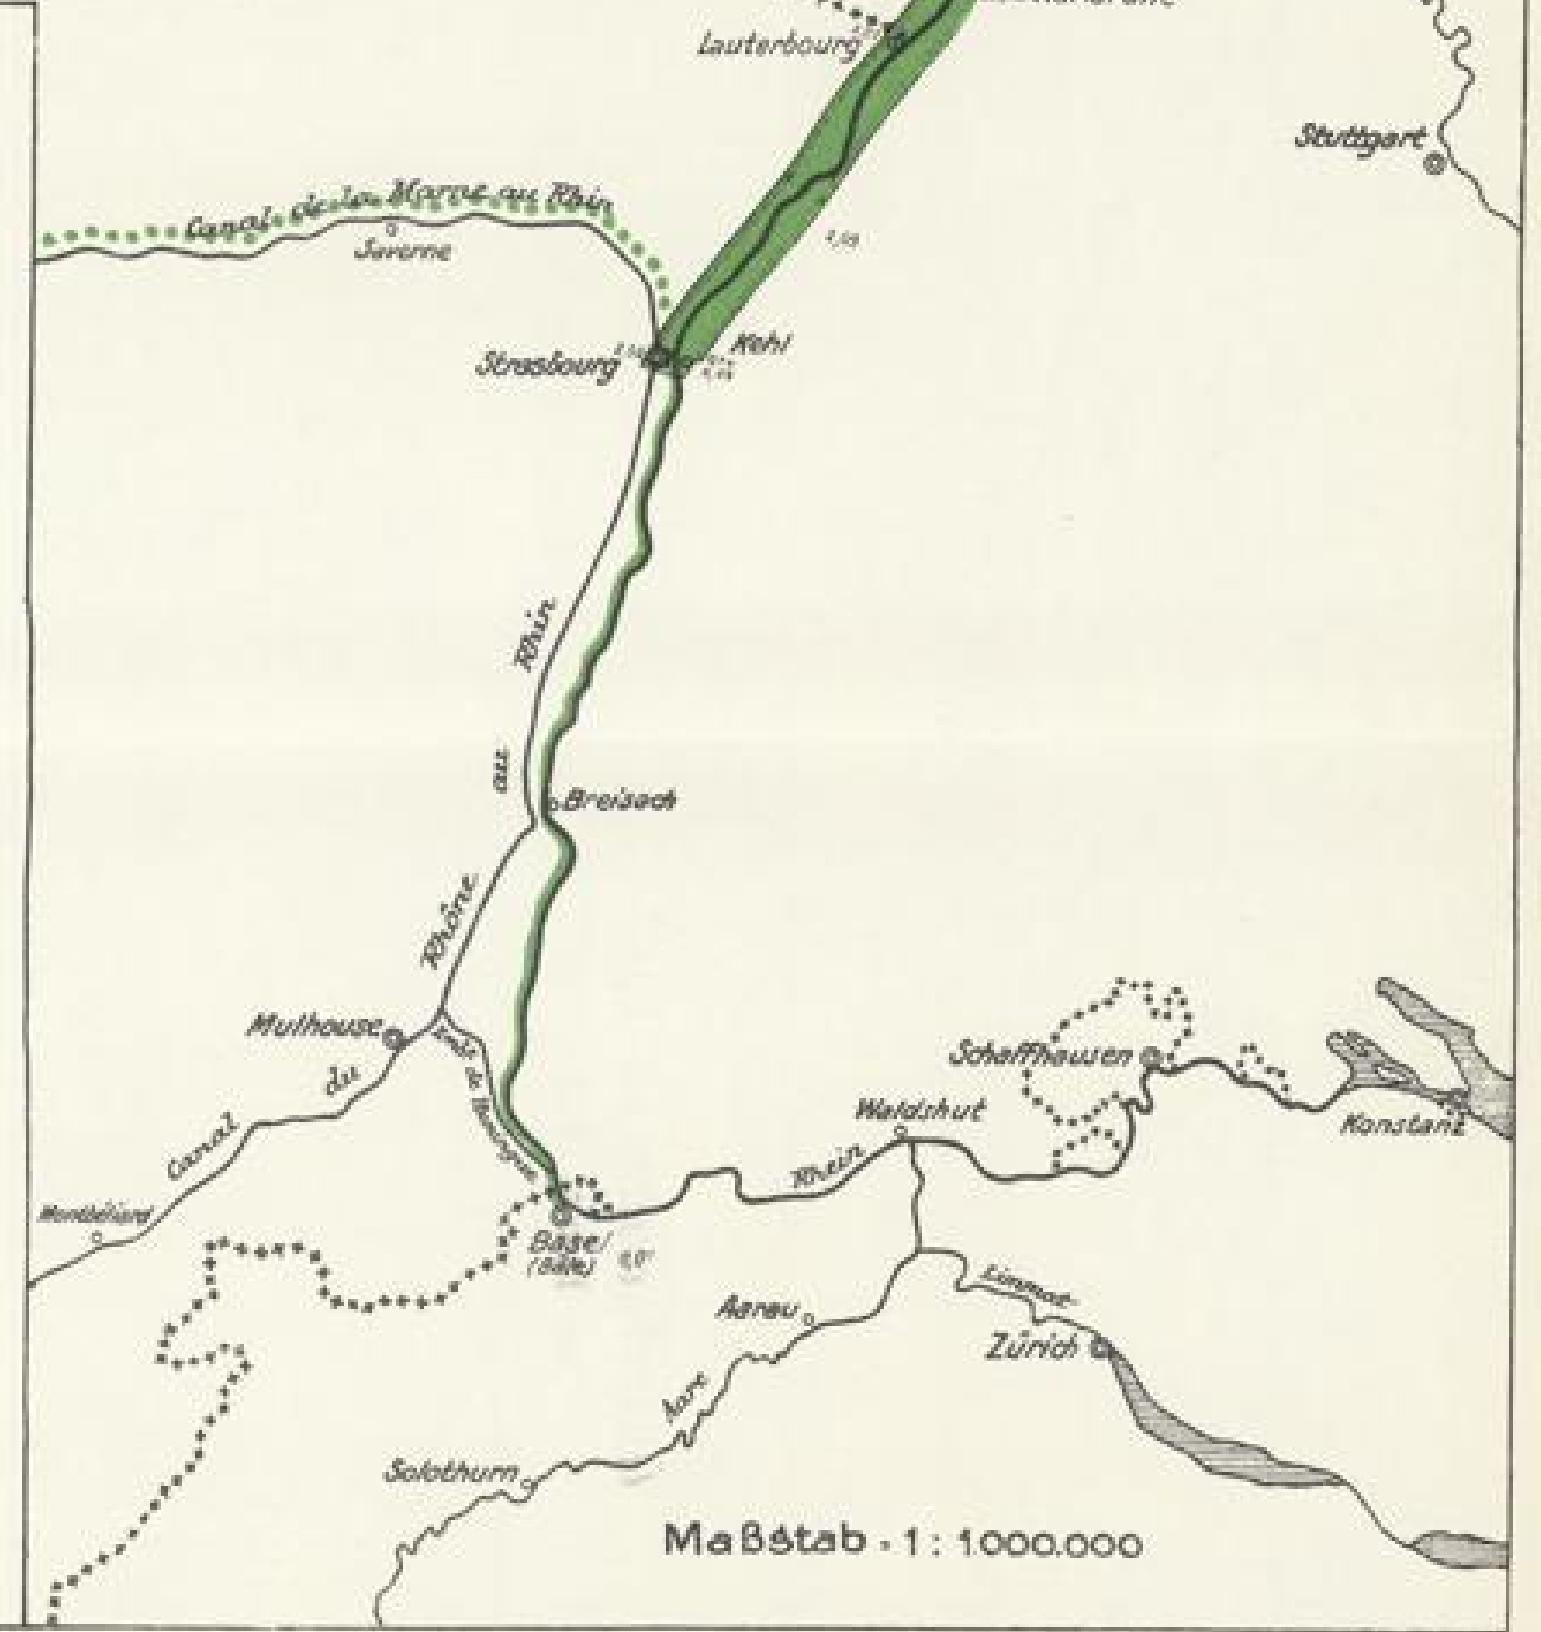 Lauterbourg
Stuttgart
Canal de la Marne au Rhin
Saverne
Strasbourg
Kehl
Canal du Rhône au Rhin
Breisach
Mulhouse
Schaffhausen
Waldshut
Konstanz
Rhein
Montbéliard
Basel
(Bâle)
Limmat
Aarau
Zürich
Aare
Solothurn
Maßstab - 1 : 1.000.000